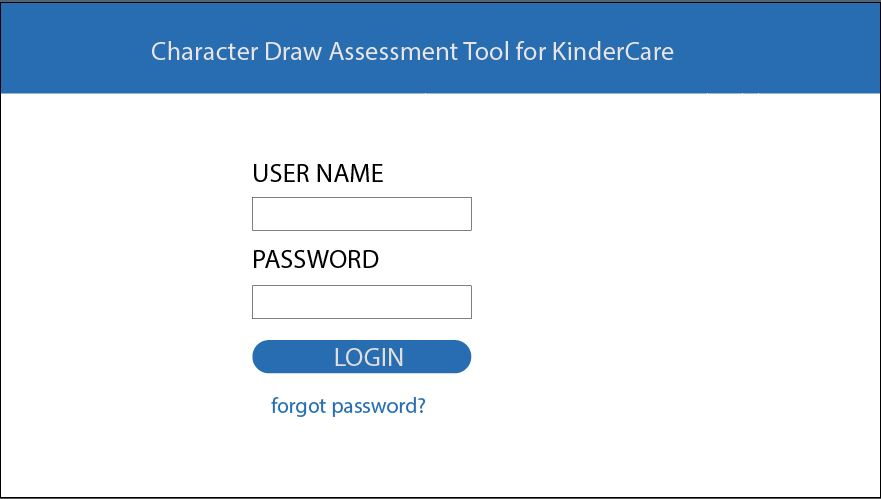 Character Draw Assessment Tool for KinderCare
USER NAME
PASSWORD
LOGIN
forgot password?